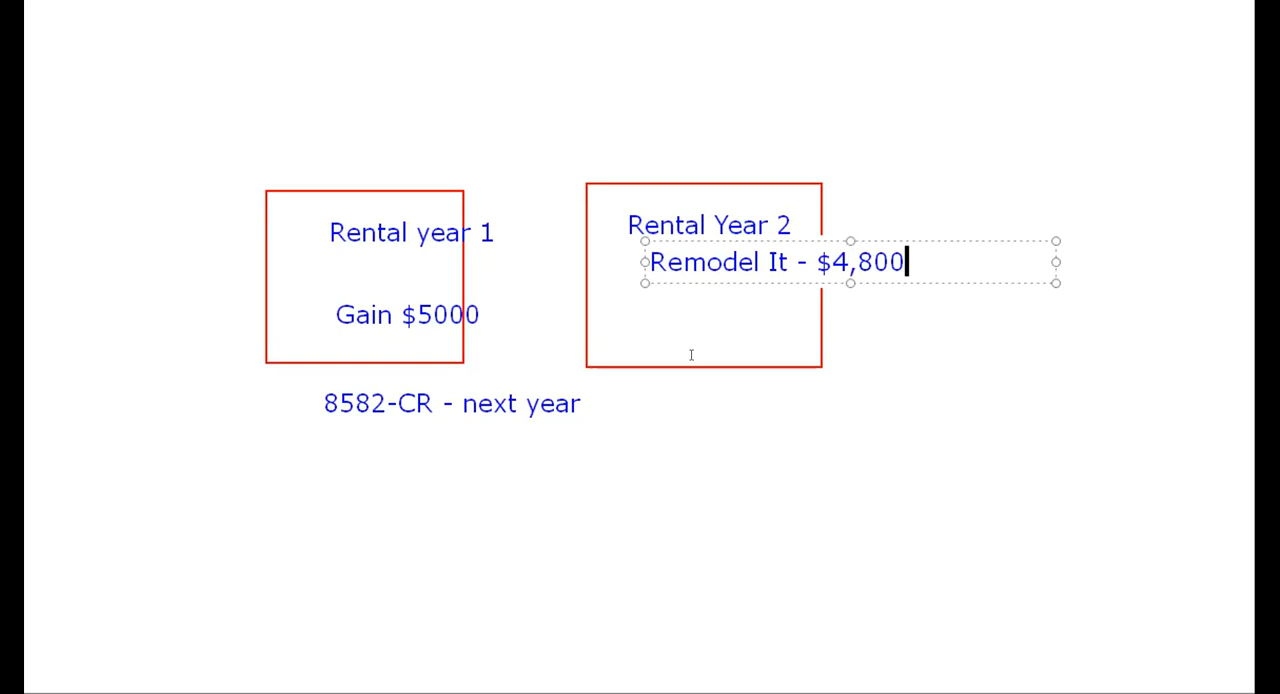 Rental year 1
Gain $5000
8582-CR - next year
Rental Year 2
Remodel It - $4,800